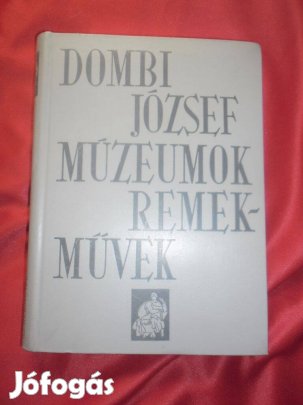 DOMBI
JÓZSEF
MÚZEUMOK
REMEK-
MŰVEK
Jófogás